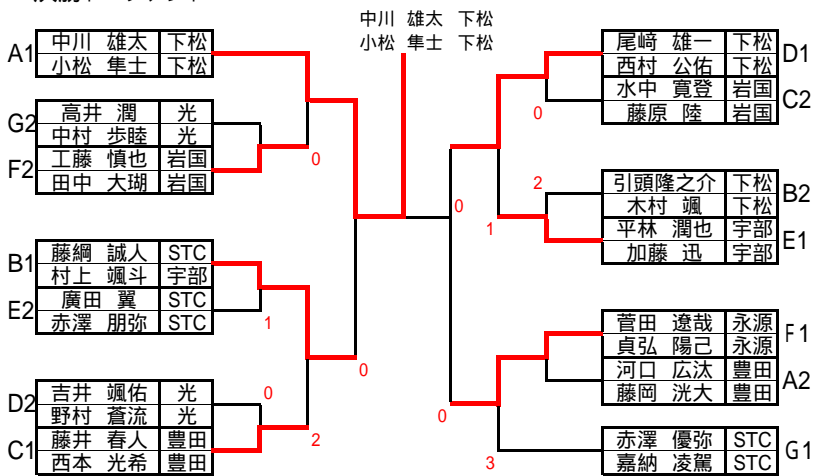 中川 雄太 下松
小松 隼士 下松
A1
中川 雄太 下松
小松 隼士 下松
G2
高井 潤 光
中村 歩睦 光
F2
工藤 慎也 岩国
田中 大瑚 岩国
0
B1
藤綱 誠人 STC
村上 颯斗 宇部
E2
廣田 翼 STC
赤澤 朋弥 STC
1
0
D2
吉井 颯佑 光
野村 蒼流 光
0
C1
藤井 春人 豊田
西本 光希 豊田
2
尾﨑 雄一 下松
西村 公佑 下松
D1
水中 寛登 岩国
藤原 陸 岩国
C2
0
引頭隆之介 下松
木村 颯 下松
B2
2
平林 潤也 宇部
加藤 迅 宇部
E1
0
1
菅田 遼哉 永源
貞弘 陽己 永源
F1
河口 広汰 豊田
藤岡 洸大 豊田
A2
0
赤澤 優弥 STC
嘉納 凌駕 STC
G1
3